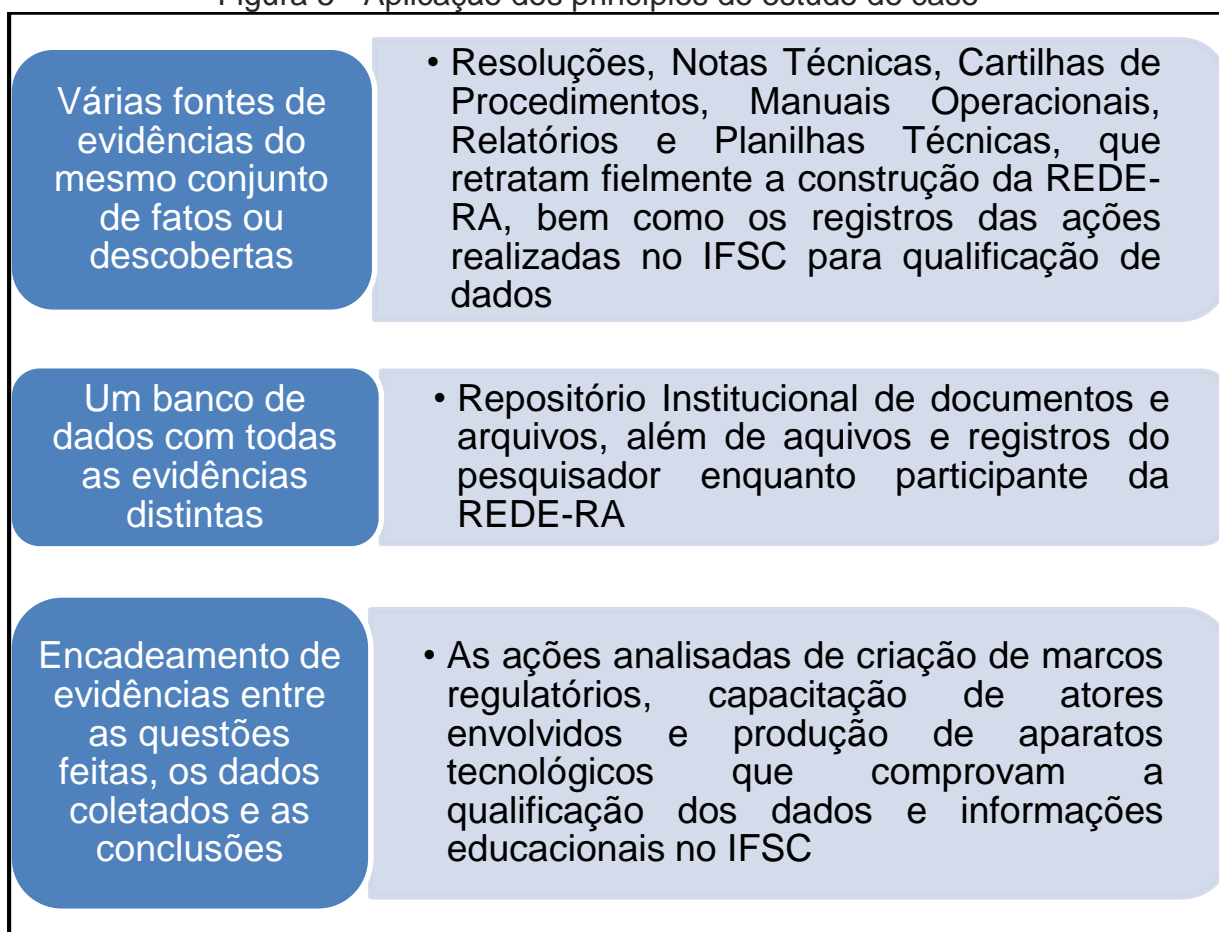 Várias fontes de
evidências do
mesmo conjunto
de fatos ou
descobertas
• Resoluções, Notas Técnicas, Cartilhas de
Procedimentos, Manuais Operacionais,
Relatórios e Planilhas Técnicas, que
retratam fielmente a construção da REDE-
RA, bem como os registros das ações
realizadas no IFSC para qualificação de
dados
Um banco de
dados com todas
as evidências
distintas
• Repositório Institucional de documentos e
arquivos, além de aquivos e registros do
pesquisador enquanto participante da
REDE-RA
Encadeamento de
evidências entre
as questões
feitas, os dados
coletados e as
conclusões
• As ações analisadas de criação de marcos
regulatórios, capacitação de atores
envolvidos e produção de aparatos
tecnológicos que comprovam a
qualificação dos dados e informações
educacionais no IFSC